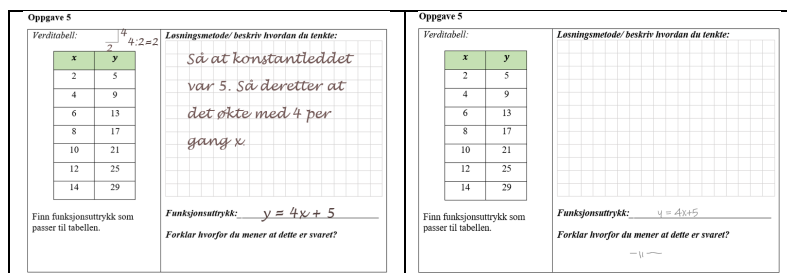 Oppgave 5
Verditabell:
4
2
4:2=2
x y
2 5
4 9
6 13
8 17
10 21
12 25
14 29
Finn funksjonsuttrykk som
passer til tabellen.
Løsningsmetode/ beskriv hvordan du tenkte:
Så at konstantleddet
var 5. Så deretter at
det økte med 4 per
gang x
Funksjonsuttrykk: y = 4x + 5
Forklar hvorfor du mener at dette er svaret?
Oppgave 5
Verditabell:
x y
2 5
4 9
6 13
8 17
10 21
12 25
14 29
Finn funksjonsuttrykk som
passer til tabellen.
Løsningsmetode/ beskriv hvordan du tenkte:
Funksjonsuttrykk: y = 4x+5
Forklar hvorfor du mener at dette er svaret?
-||-